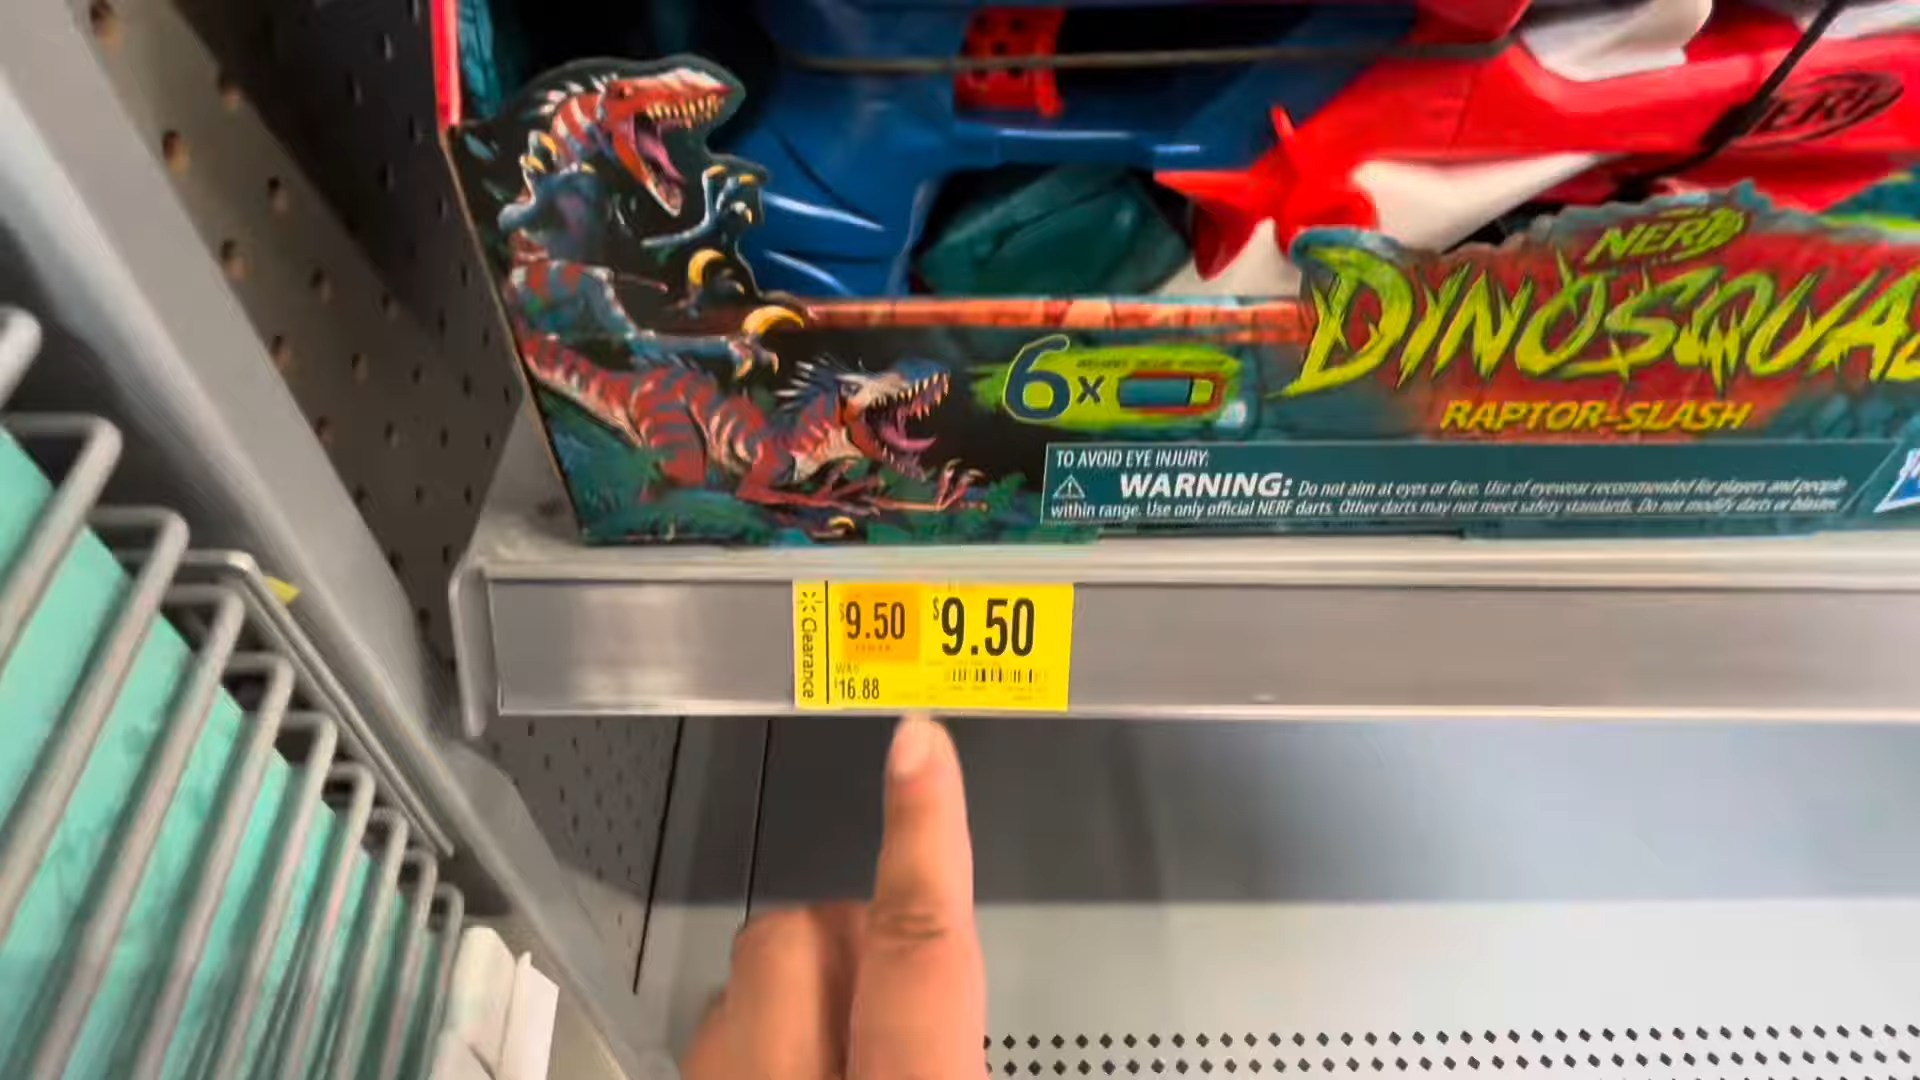 NERF
NERF
DINOSQUA
RAPTOR-SLASH
6x
TO AVOID EYE INJURY:
WARNING: Do not aim at eyes or face. Use of eyewear recommended for players and people
within range. Use only official NERF darts. Other darts may not meet safety standards. Do not modify darts or blaster.
Clearance
$9.50
$9.50
WAS
$16.88